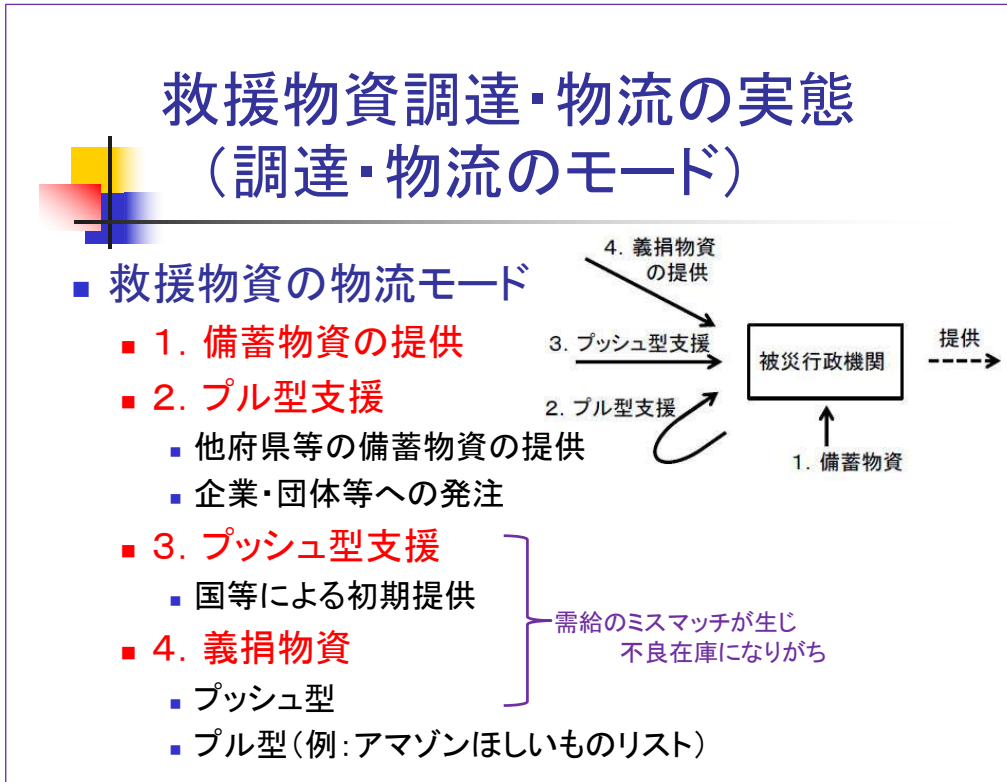 救援物資調達・物流の実態
（調達・物流のモード）
救援物資の物流モード
１．備蓄物資の提供
２．プル型支援
他府県等の備蓄物資の提供
企業・団体等への発注
３．プッシュ型支援
国等による初期提供
４．義捐物資
プッシュ型
プル型（例：アマゾンほしいものリスト）
需給のミスマッチが生じ
不良在庫になりがち
４．義捐物資
の提供
３．プッシュ型支援
２．プル型支援
被災行政機関
提供
１．備蓄物資